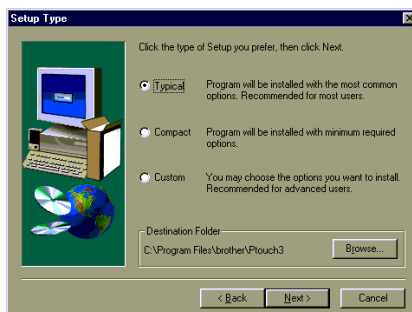 Setup Type
Click the type of Setup you prefer, then click Next.
Typical
Program will be installed with the most common
options. Recommended for most users.
Compact
Program will be installed with minimum required
options.
Custom
You may choose the options you want to install.
Recommended for advanced users.
Destination Folder
C:\Program Files\brother\Ptouch3
Browse...
< Back
Next >
Cancel